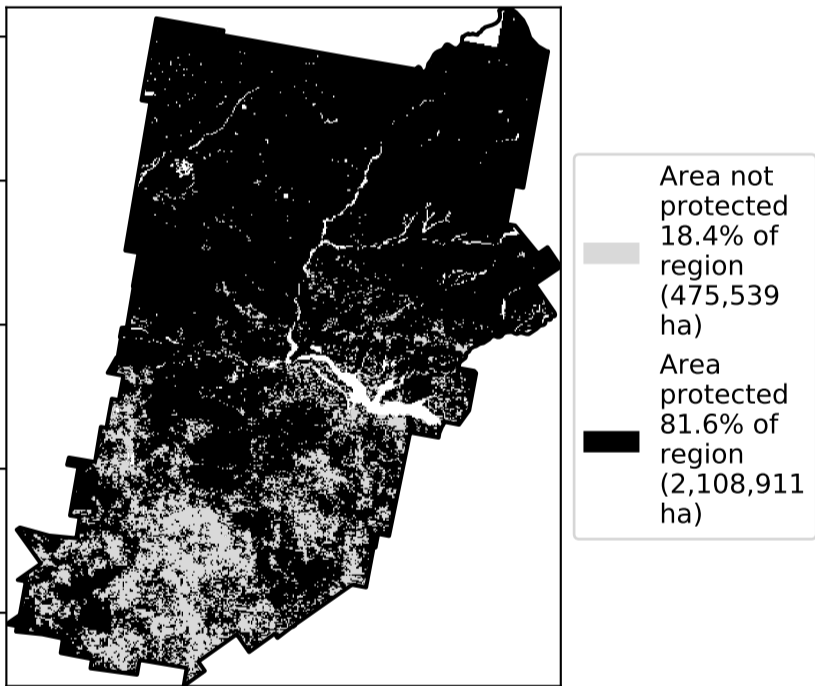 Area not
protected
18.4% of
region
(475,539
ha)
Area
protected
81.6% of
region
(2,108,911
ha)